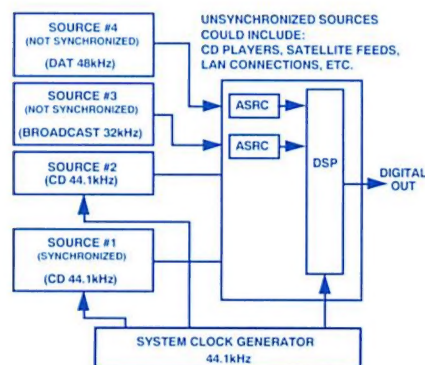 SOURCE #4
(NOT SYNCHRONIZED)
(DAT 48kHz)
UNSYNCHRONIZED SOURCES
COULD INCLUDE:
CD PLAYERS, SATELLITE FEEDS,
LAN CONNECTIONS, ETC.
SOURCE #3
(NOT SYNCHRONIZED)
(BROADCAST 32kHz)
ASRC
ASRC
DSP
DIGITAL
OUT
SOURCE #2
(CD 44.1kHz)
SOURCE #1
(SYNCHRONIZED)
(CD 44.1kHz)
SYSTEM CLOCK GENERATOR
44.1kHz